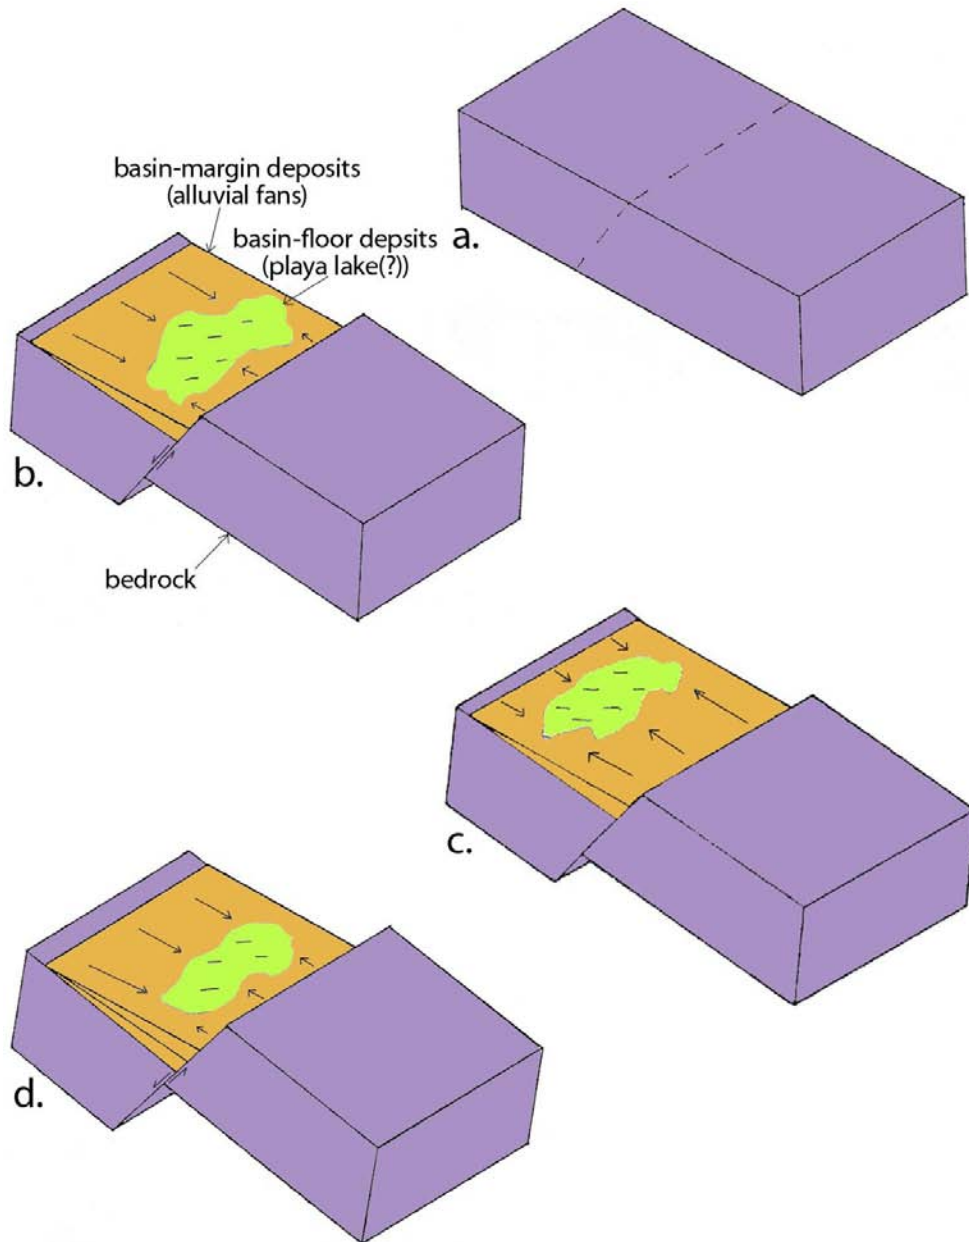 a.
basin-margin deposits
(alluvial fans)
basin-floor depsits
(playa lake(?))
b.
bedrock
c.
d.